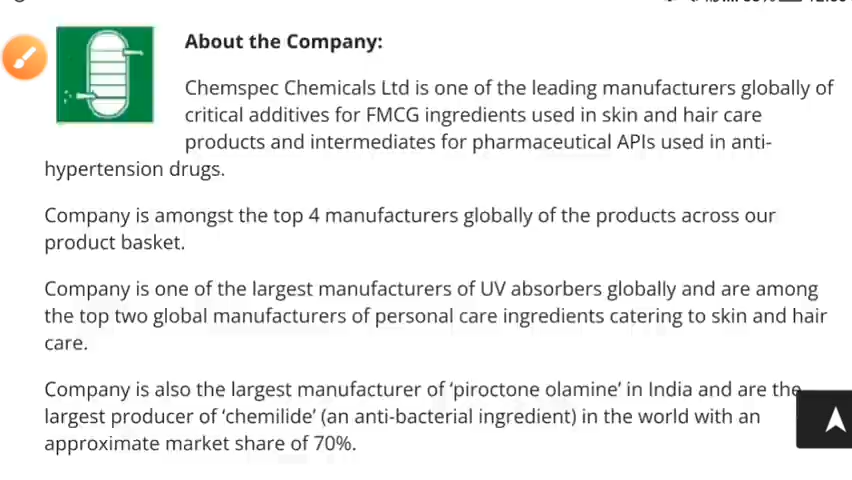 About the Company:
Chemspec Chemicals Ltd is one of the leading manufacturers globally of
critical additives for FMCG ingredients used in skin and hair care
products and intermediates for pharmaceutical APIs used in anti-
hypertension drugs.
Company is amongst the top 4 manufacturers globally of the products across our
product basket.
Company is one of the largest manufacturers of UV absorbers globally and are among
the top two global manufacturers of personal care ingredients catering to skin and hair
care.
Company is also the largest manufacturer of ‘piroctone olamine’ in India and are the
largest producer of ‘chemilide’ (an anti-bacterial ingredient) in the world with an
approximate market share of 70%.